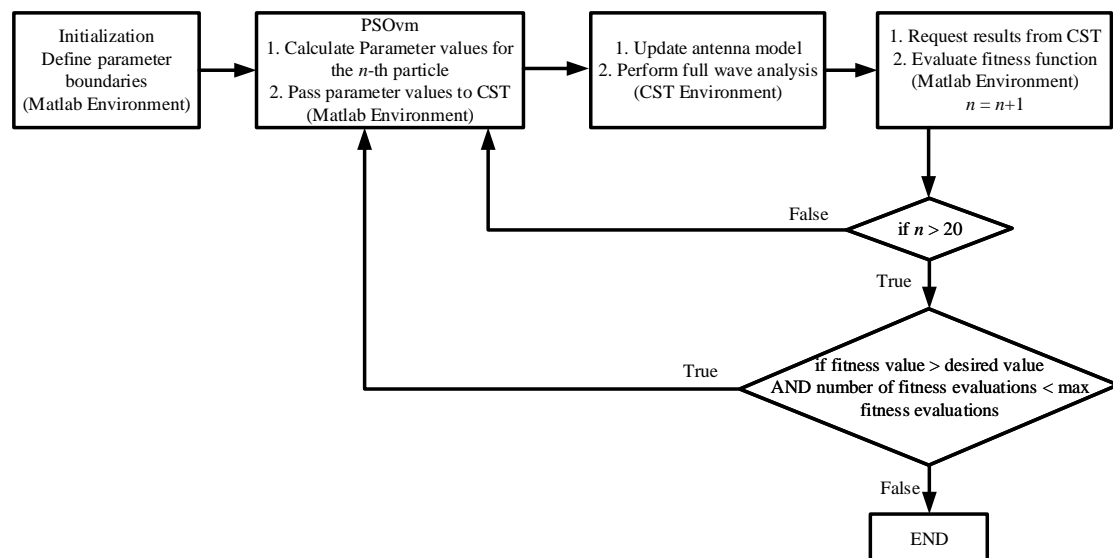 Initialization
Define parameter
boundaries
(Matlab Environment)
PSOvm
1. Calculate Parameter values for
the n-th particle
2. Pass parameter values to CST
(Matlab Environment)
1. Update antenna model
2. Perform full wave analysis
(CST Environment)
1. Request results from CST
2. Evaluate fitness function
(Matlab Environment)
n = n+1
False
if n > 20
True
True
if fitness value > desired value
AND number of fitness evaluations < max
fitness evaluations
False
END